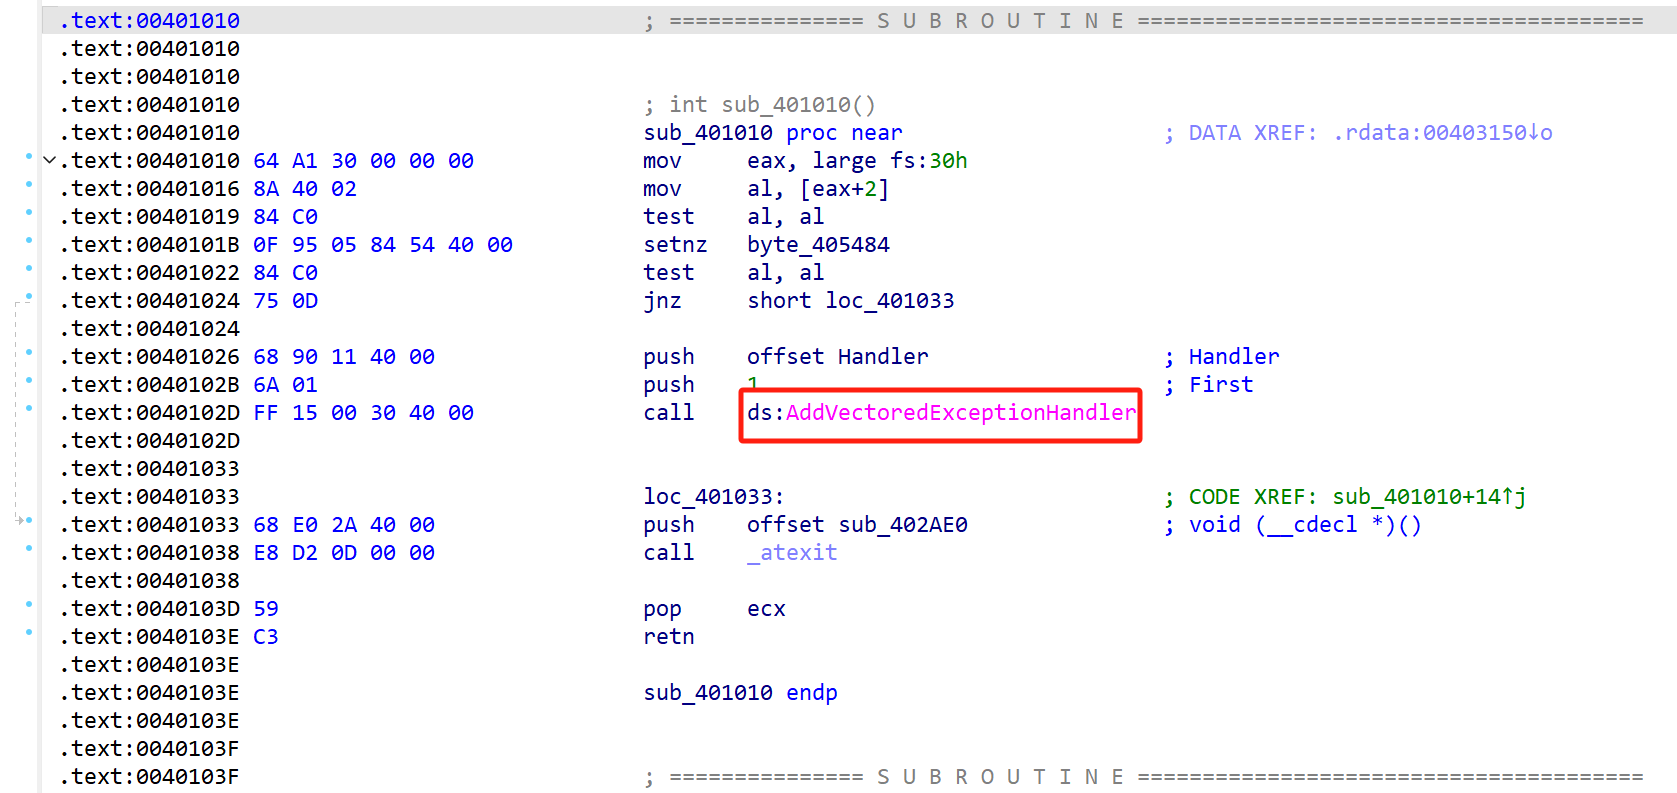 .text:00401010 ; =============== S U B R O U T I N E =======================================
.text:00401010
.text:00401010
.text:00401010 ; int sub_401010()
.text:00401010 sub_401010 proc near ; DATA XREF: .rdata:00403150↓o
.text:00401010 64 A1 30 00 00 00 mov eax, large fs:30h
.text:00401016 8A 40 02 mov al, [eax+2]
.text:00401019 84 C0 test al, al
.text:0040101B 0F 95 05 84 54 40 00 setnz byte_405484
.text:00401022 84 C0 test al, al
.text:00401024 75 0D jnz short loc_401033
.text:00401024
.text:00401026 68 90 11 40 00 push offset Handler ; Handler
.text:0040102B 6A 01 push 1 ; First
.text:0040102D FF 15 00 30 40 00 call ds:AddVectoredExceptionHandler
.text:0040102D
.text:00401033
.text:00401033 loc_401033: ; CODE XREF: sub_401010+14↑j
.text:00401033 68 E0 2A 40 00 push offset sub_402AE0 ; void (__cdecl *)()
.text:00401038 E8 D2 0D 00 00 call _atexit
.text:00401038
.text:0040103D 59 pop ecx
.text:0040103E C3 retn
.text:0040103E
.text:0040103E sub_401010 endp
.text:0040103E
.text:0040103F
.text:0040103F ; =============== S U B R O U T I N E =======================================